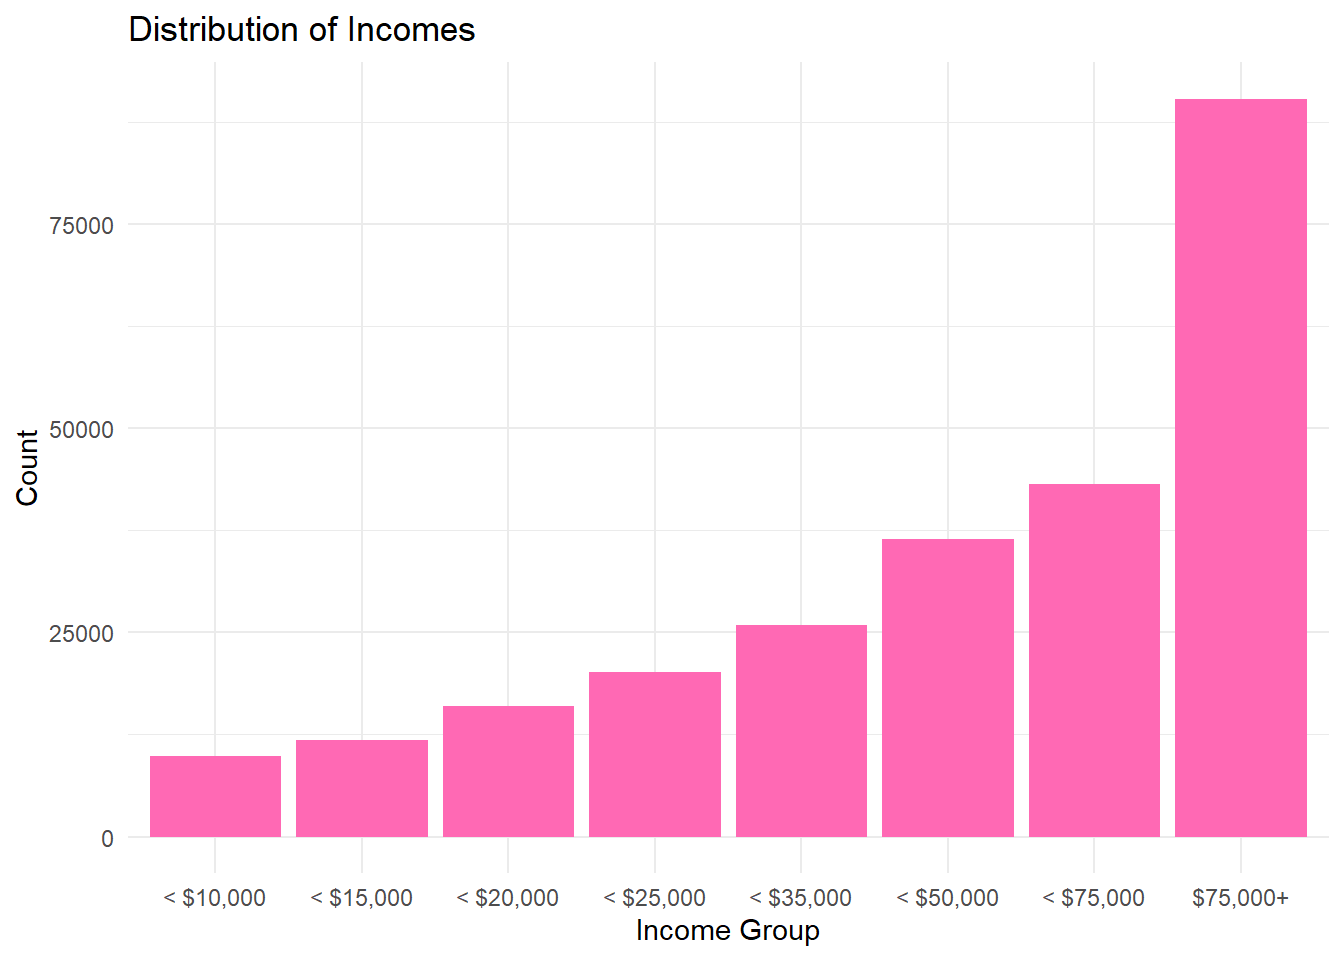 Distribution of Incomes
75000
50000
25000
0
Count
< $10,000 < $15,000 < $20,000 < $25,000 < $35,000 < $50,000 < $75,000 $75,000+
Income Group